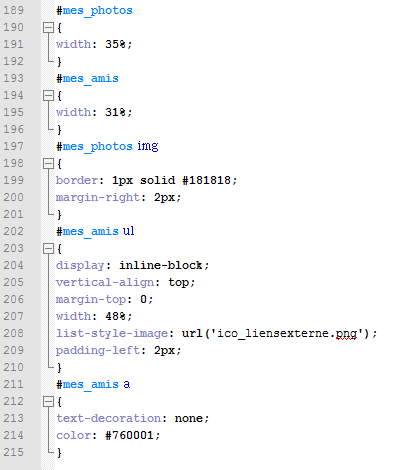 189 #mes_photos
190 {
191 width: 35%;
192 }
193 #mes_amis
194 {
195 width: 31%;
196 }
197 #mes_photos img
198 {
199 border: 1px solid #181818;
200 margin-right: 2px;
201 }
202 #mes_amis ul
203 {
204 display: inline-block;
205 vertical-align: top;
206 margin-top: 0;
207 width: 48%;
208 list-style-image: url('ico_liensexterne.png');
209 padding-left: 2px;
210 }
211 #mes_amis a
212 {
213 text-decoration: none;
214 color: #760001;
215 }